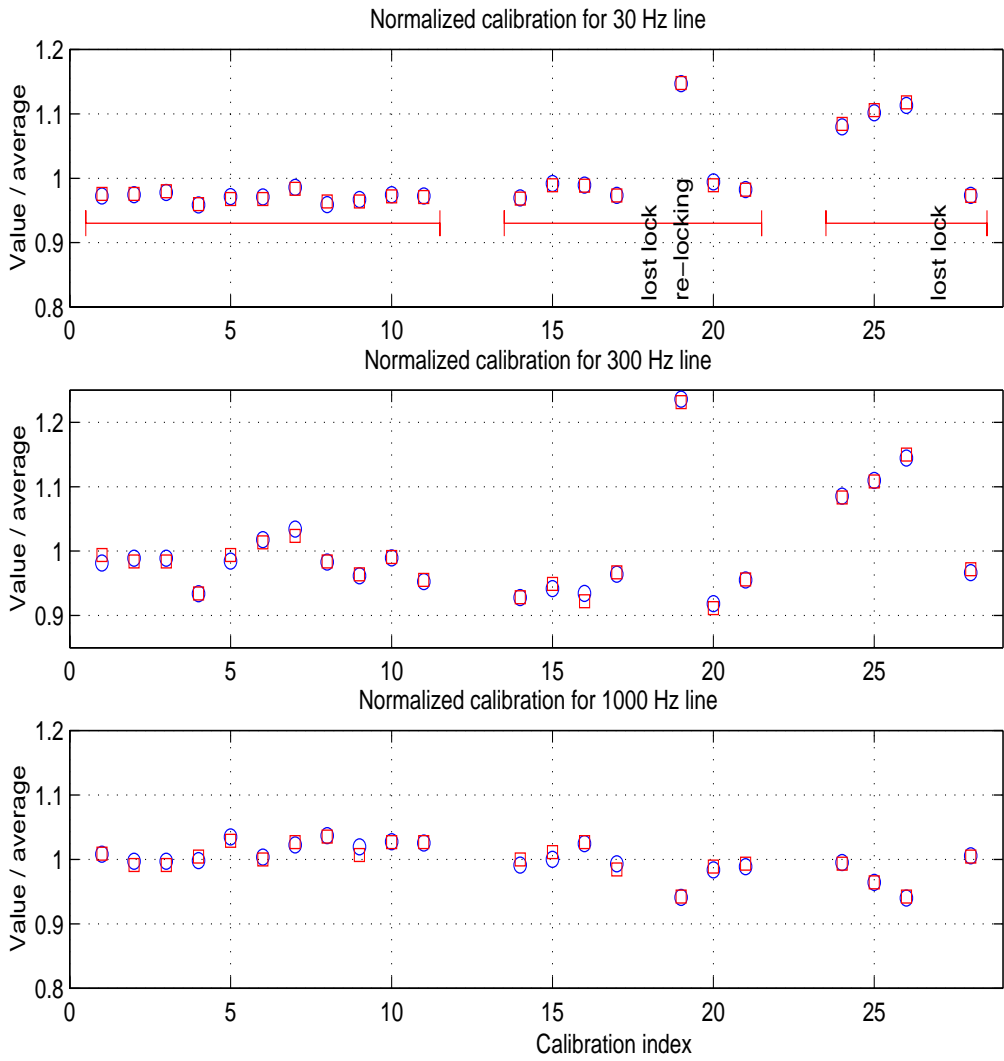 Normalized calibration for 30 Hz line
1.2
1.1
1
0.9
0.8
Value / average
lost lock
re-locking
lost lock
0 5 10 15 20 25
Normalized calibration for 300 Hz line
1.2
1.1
1
0.9
Value / average
0 5 10 15 20 25
Normalized calibration for 1000 Hz line
1.2
1.1
1
0.9
0.8
Value / average
0 5 10 15 20 25
Calibration index